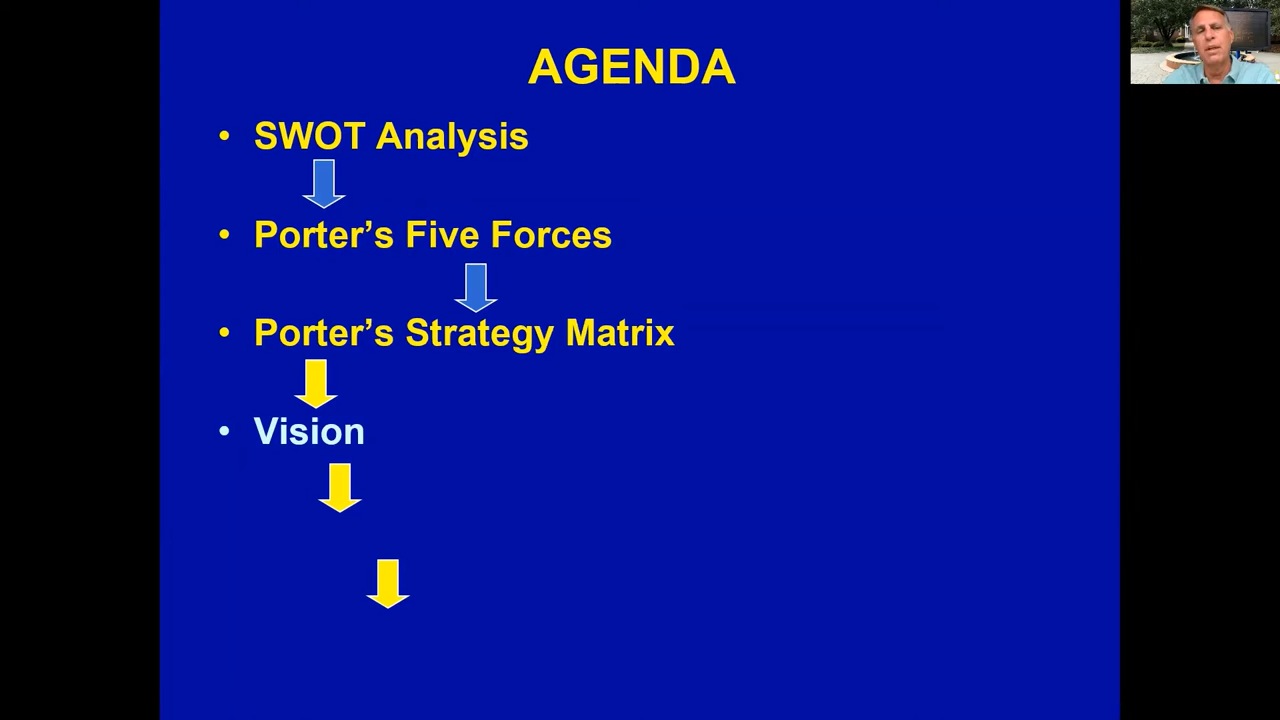 AGENDA
• SWOT Analysis
• Porter’s Five Forces
• Porter’s Strategy Matrix
• Vision